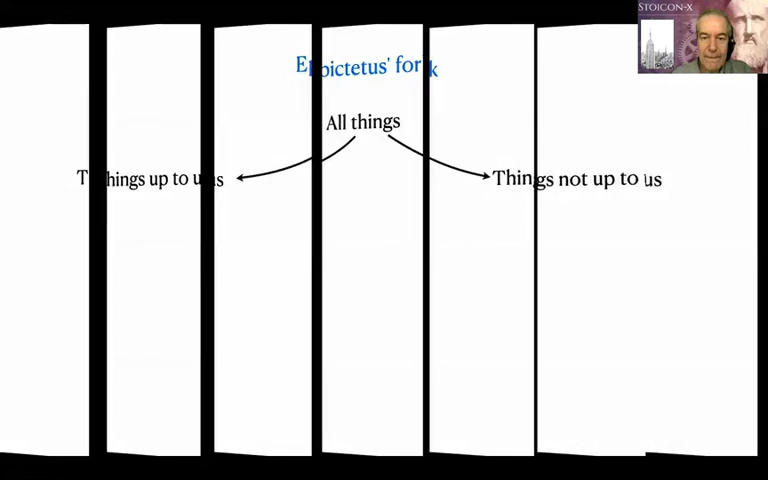 STOICON-X
Epictetus' fork
All things
Things up to us
Things not up to us